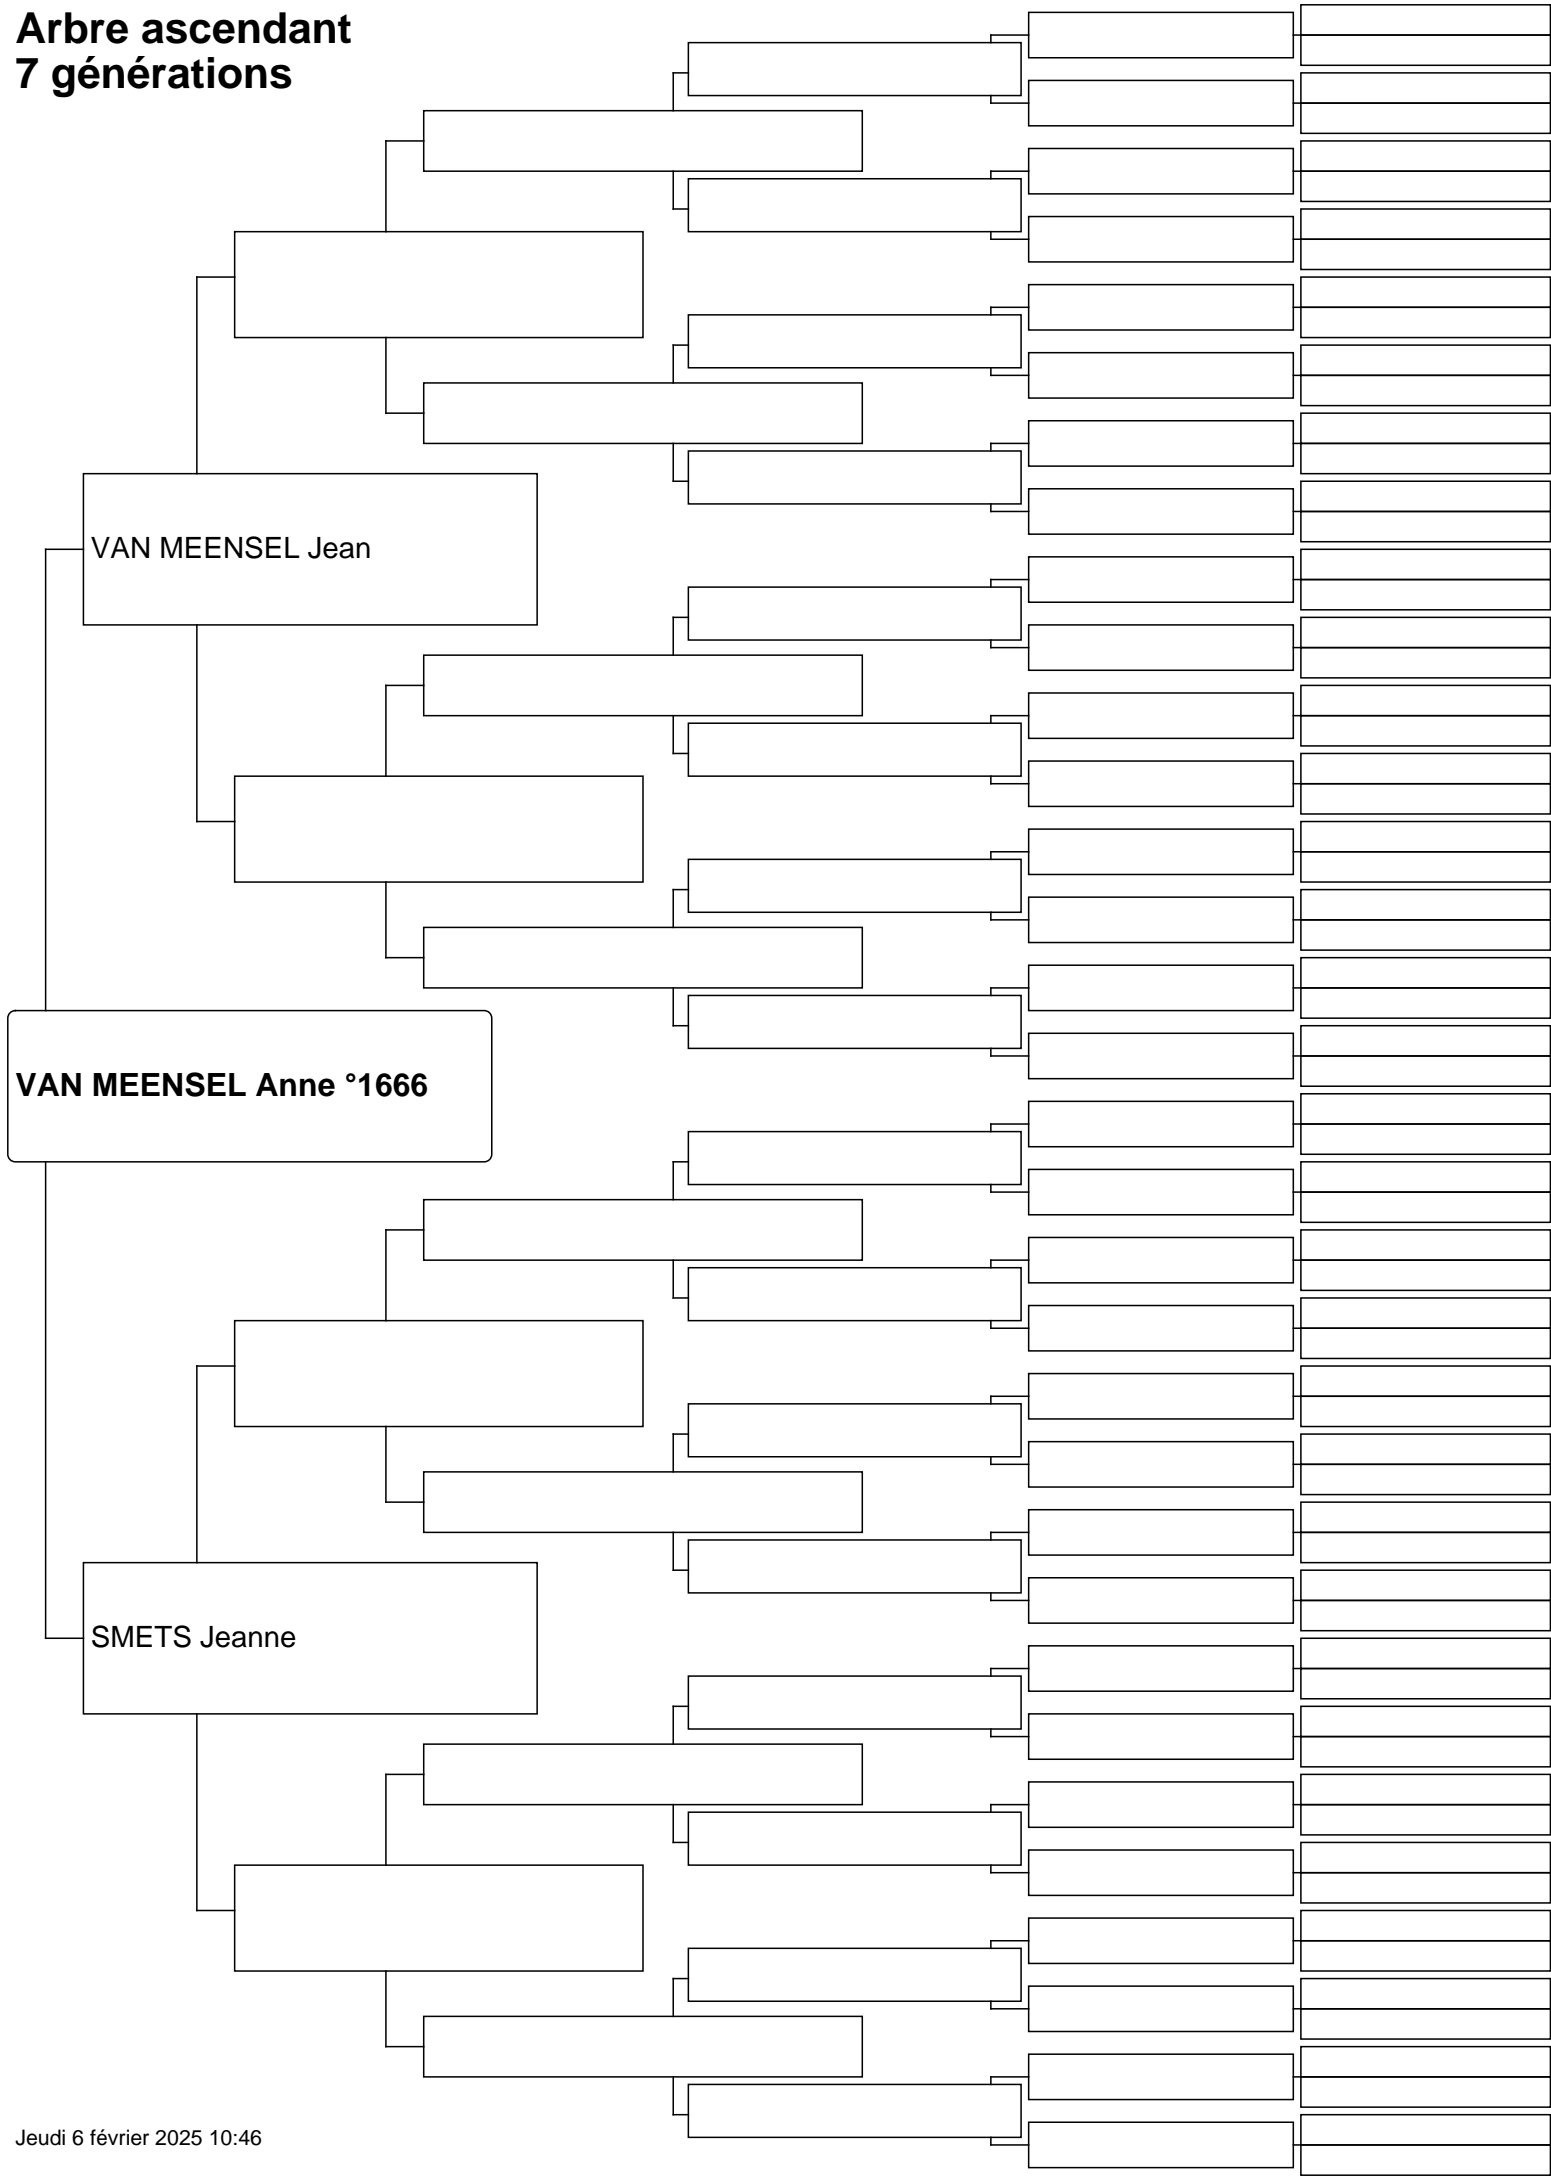 Arbre ascendant
7 générations
VAN MEENSEL Jean
VAN MEENSEL Anne °1666
SMETS Jeanne
Jeudi 6 février 2025 10:46